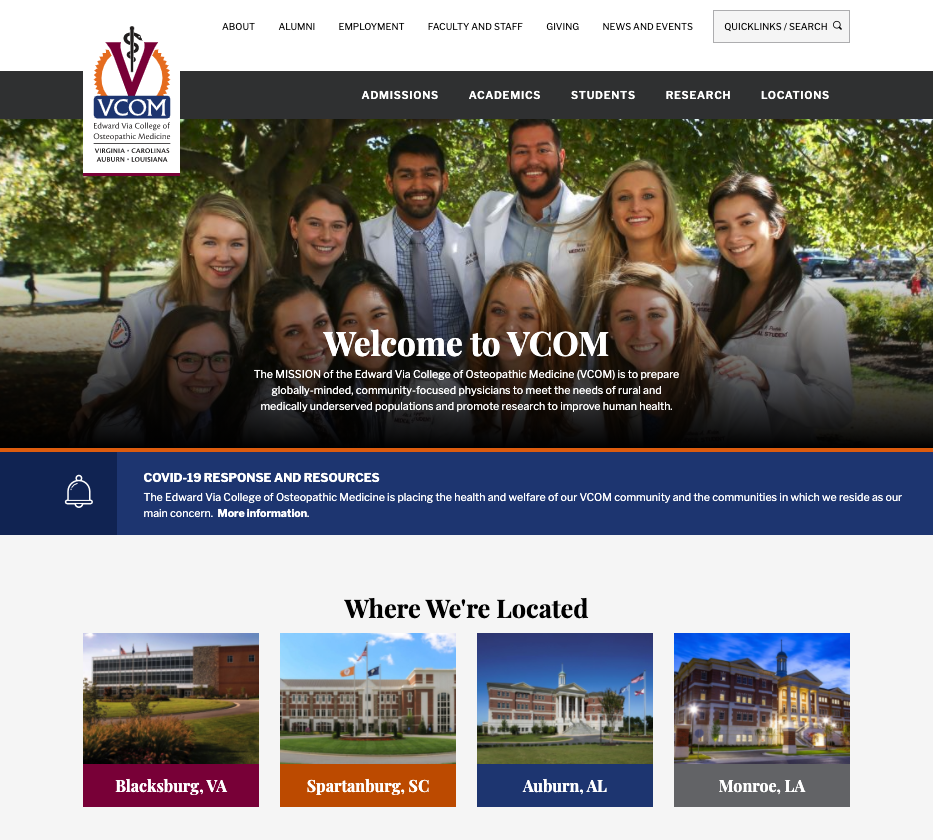 ABOUT
ALUMNI
EMPLOYMENT
FACULTY AND STAFF
GIVING
NEWS AND EVENTS
QUICKLINKS / SEARCH
V
VCOM
Edward Via College of
Osteopathic Medicine
VIRGINIA • CAROLINAS
AUBURN • LOUISIANA
ADMISSIONS
ACADEMICS
STUDENTS
RESEARCH
LOCATIONS
Welcome to VCOM
The MISSION of the Edward Via College of Osteopathic Medicine (VCOM) is to prepare
globally-minded, community-focused physicians to meet the needs of rural and
medically underserved populations and promote research to improve human health.
COVID-19 RESPONSE AND RESOURCES
The Edward Via College of Osteopathic Medicine is placing the health and welfare of our VCOM community and the communities in which we reside as our
main concern. More information.
Where We're Located
Blacksburg, VA
Spartanburg, SC
Auburn, AL
Monroe, LA